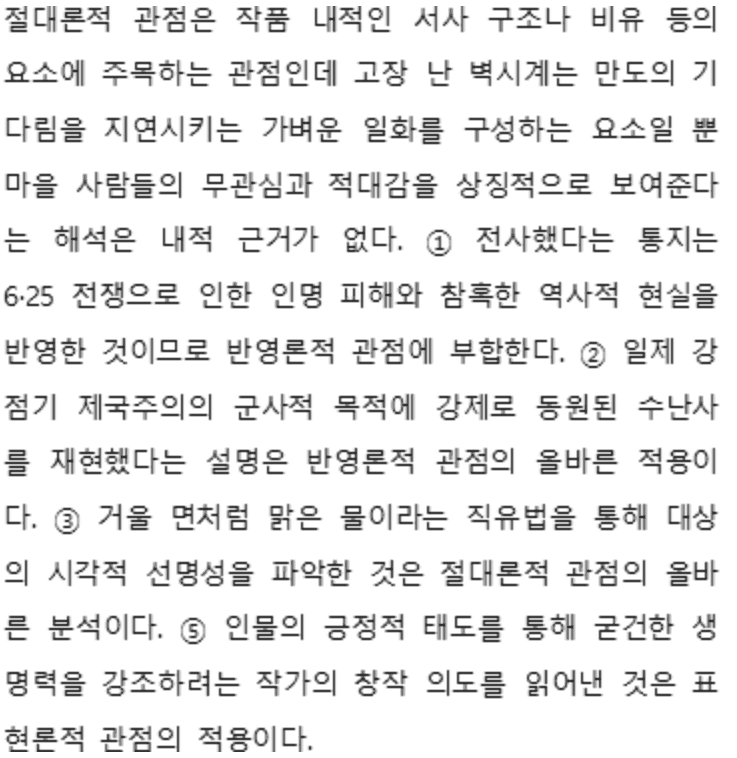 절대론적 관점은 작품 내적인 서사 구조나 비유 등의
요소에 주목하는 관점인데 고장 난 벽시계는 만도의 기
다림을 지연시키는 가벼운 일화를 구성하는 요소일 뿐
마을 사람들의 무관심과 적대감을 상징적으로 보여준다
는 해석은 내적 근거가 없다. ① 전사했다는 통지는
6·25 전쟁으로 인한 인명 피해와 참혹한 역사적 현실을
반영한 것이므로 반영론적 관점에 부합한다. ② 일제 강
점기 제국주의의 군사적 목적에 강제로 동원된 수난사
를 재현했다는 설명은 반영론적 관점의 올바른 적용이
다. ③ 거울 면처럼 맑은 물이라는 직유법을 통해 대상
의 시각적 선명성을 파악한 것은 절대론적 관점의 올바
른 분석이다. ⑤ 인물의 긍정적 태도를 통해 굳건한 생
명력을 강조하려는 작가의 창작 의도를 읽어낸 것은 표
현론적 관점의 적용이다.